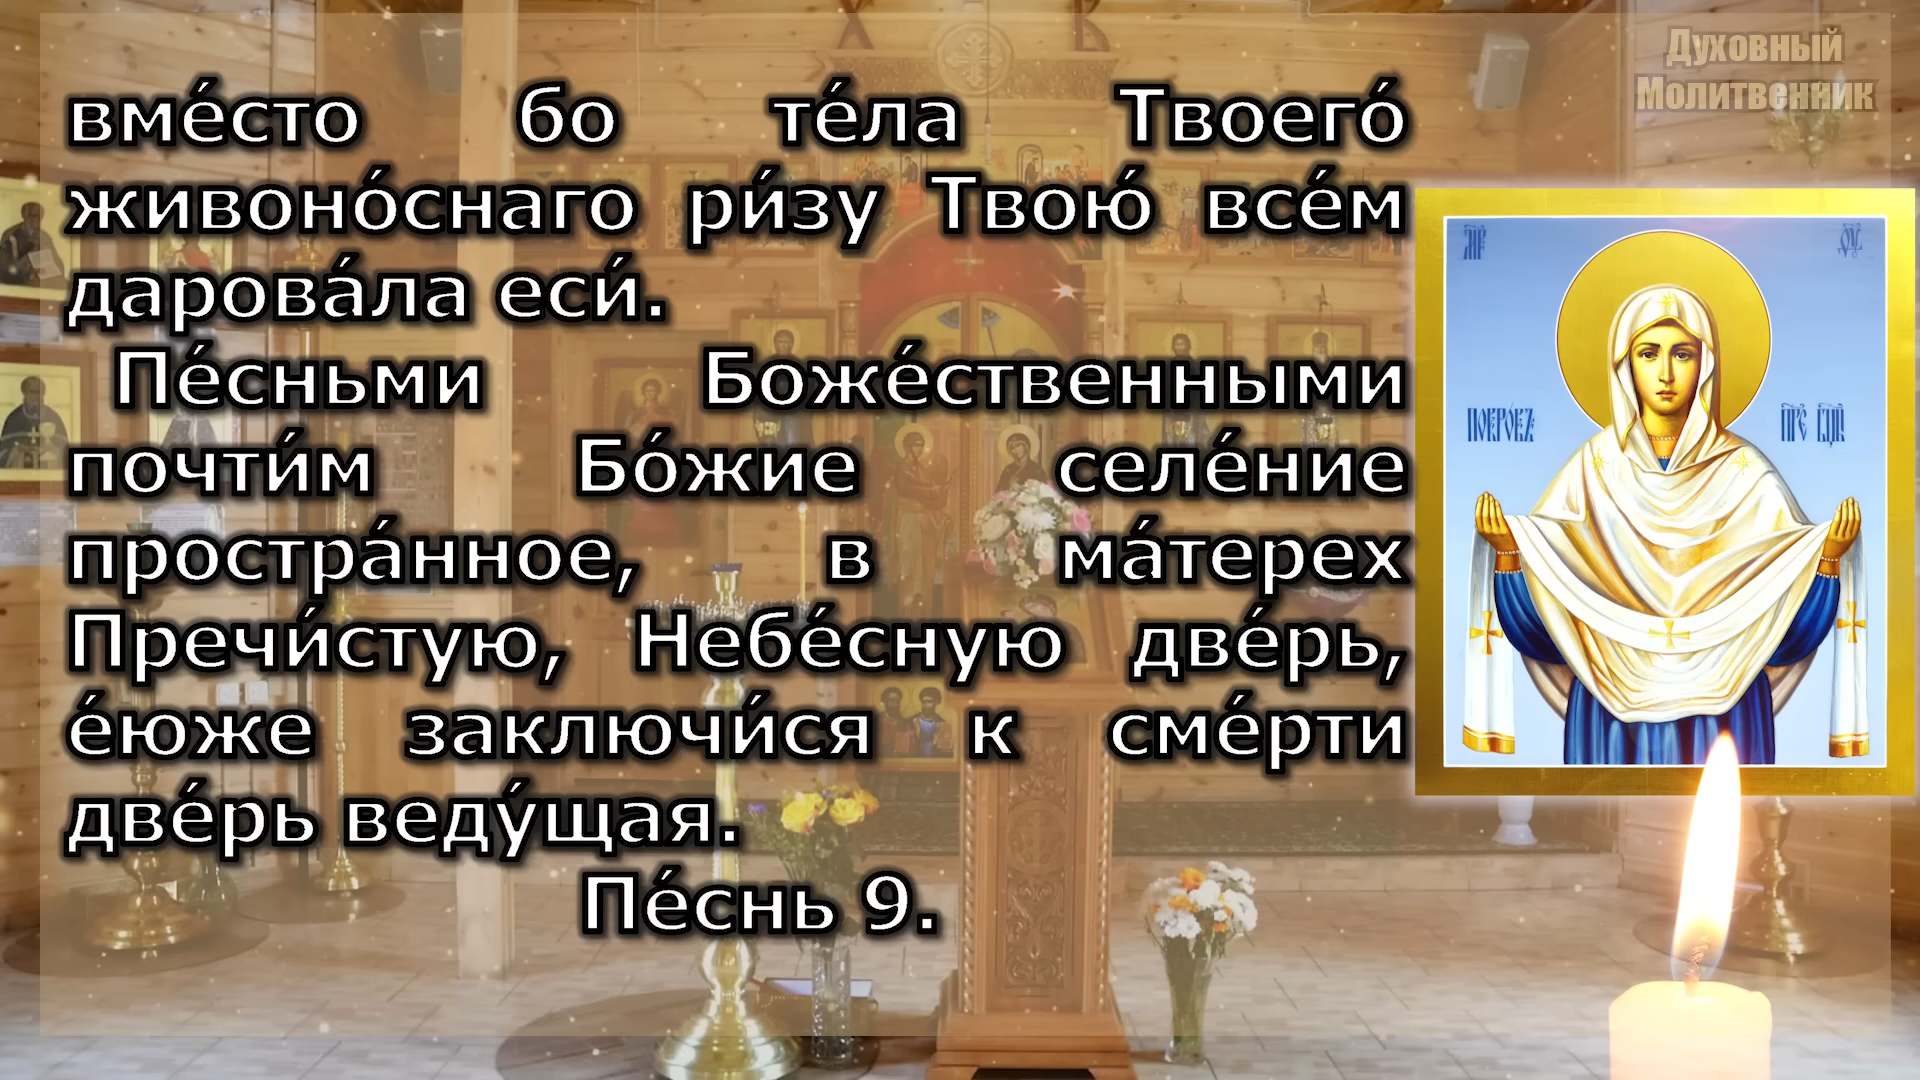 Духовный
Молитвенник
вме́сто бо те́ла Твоего́
живоно́снаго ри́зу Твою́ все́м
дарова́ла еси́.
Пе́сньми Боже́ственными
почти́м Бо́жие селе́ние
простра́нное, в ма́терех
Пречи́стую, Небе́сную две́рь,
е́юже заключи́ся к сме́рти
две́рь веду́щая.
Пе́снь 9.
ПОКРО́ВЪ